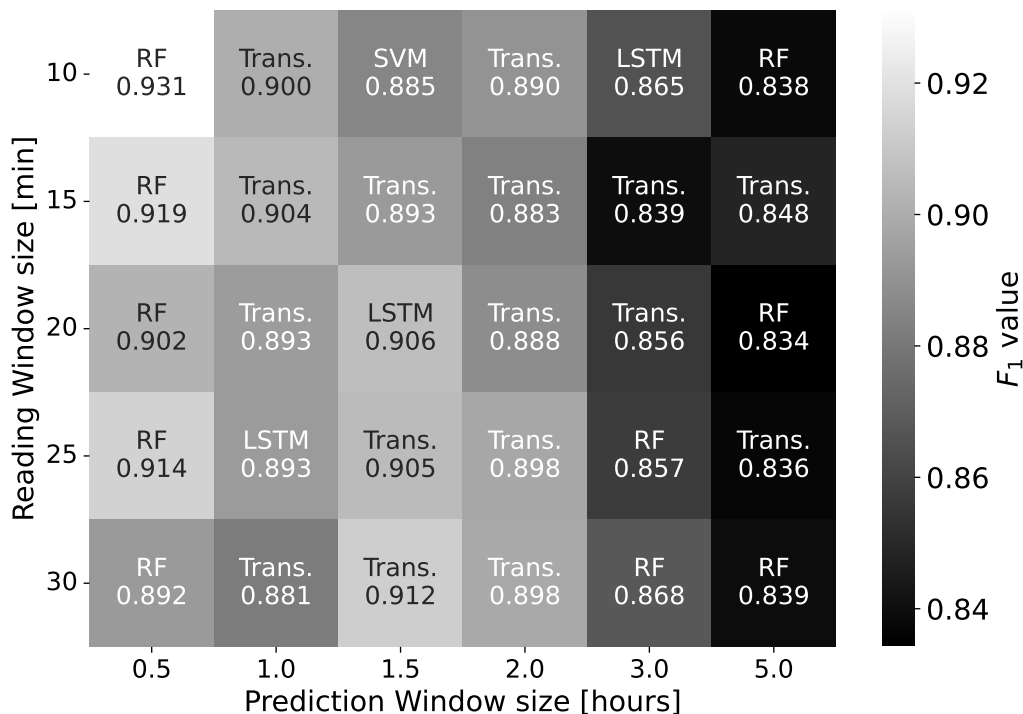 RF Trans. SVM Trans. LSTM RF
10 0.931 0.900 0.885 0.890 0.865 0.838
RF Trans. Trans. Trans. Trans. Trans.
15 0.919 0.904 0.893 0.883 0.839 0.848
RF Trans. LSTM Trans. Trans. RF
20 0.902 0.893 0.906 0.888 0.856 0.834
RF LSTM Trans. Trans. RF Trans.
25 0.914 0.893 0.905 0.898 0.857 0.836
RF Trans. Trans. Trans. RF RF
30 0.892 0.881 0.912 0.898 0.868 0.839
0.5 1.0 1.5 2.0 3.0 5.0
Prediction Window size [hours]
Reading Window size [min]
0.92
0.90
0.88
0.86
0.84
F1 value